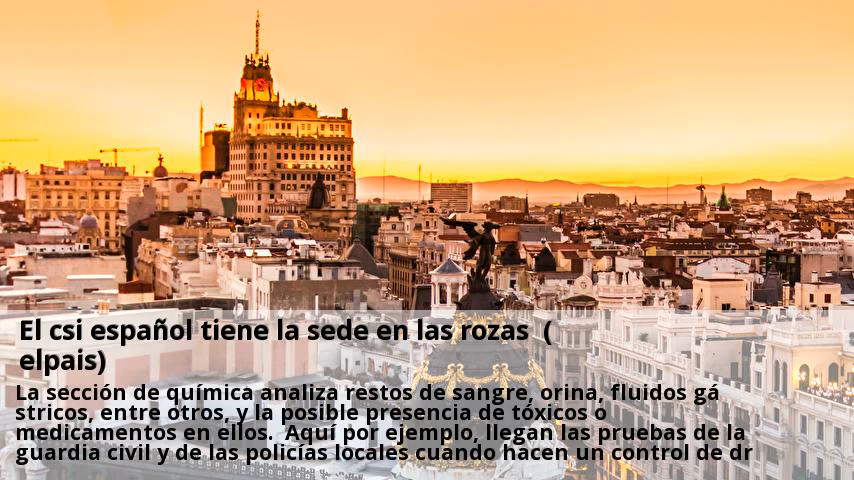 El csi español tiene la sede en las rozas  (
elpais)
La sección de química analiza restos de sangre, orina, fluidos gá
stricos, entre otros, y la posible presencia de tóxicos o
medicamentos en ellos.  Aquí por ejemplo, llegan las pruebas de la
guardia civil y de las policías locales cuando hacen un control de dr